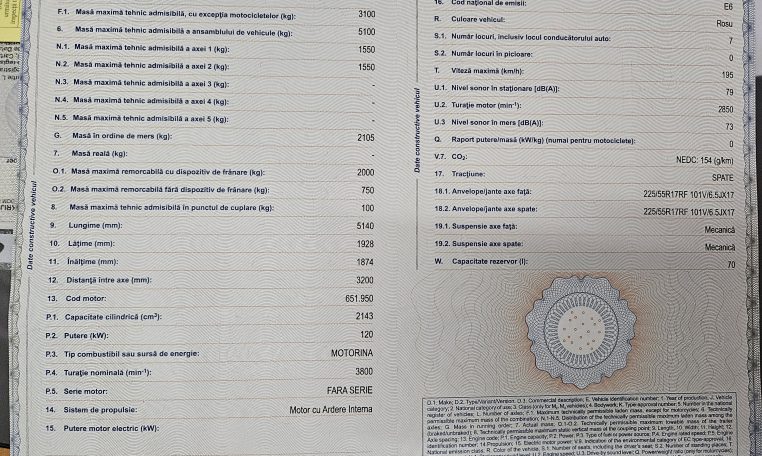 F.1. Masă maximă tehnic admisibilă, cu excepția motocicletelor (kg): 3100
6. Masă maximă tehnic admisibilă a ansamblului de vehicule (kg): 5100
N.1. Masă maximă tehnic admisibilă a axei 1 (kg): 1550
N.2. Masă maximă tehnic admisibilă a axei 2 (kg): 1550
N.3. Masă maximă tehnic admisibilă a axei 3 (kg): -
N.4. Masă maximă tehnic admisibilă a axei 4 (kg): -
N.5. Masă maximă tehnic admisibilă a axei 5 (kg): -
G. Masă în ordine de mers (kg): 2105
7. Masă reală (kg): -
O.1. Masă maximă remorcabilă cu dispozitiv de frânare (kg): 2000
O.2. Masă maximă remorcabilă fără dispozitiv de frânare (kg): 750
8. Masă maximă tehnic admisibilă în punctul de cuplare (kg): 100
9. Lungime (mm): 5140
10. Lățime (mm): 1928
11. Înălțime (mm): 1874
12. Distanță între axe (mm): 3200
13. Cod motor: 651.950
P.1. Capacitate cilindrică (cm³): 2143
P.2. Putere (kW): 120
P.3. Tip combustibil sau sursă de energie: MOTORINA
P.4. Turație nominală (min⁻¹): 3800
P.5. Serie motor: FARA SERIE
14. Sistem de propulsie: Motor cu Ardere Interna
15. Putere motor electric (kW):
Date constructive vehicul
16. Cod național de emisii: E6
R. Culoare vehicul: Rosu
S.1. Număr locuri, inclusiv locul conducătorului auto: 7
S.2. Număr locuri în picioare: 0
T. Viteză maximă (km/h): 195
U.1. Nivel sonor în staționare [dB(A)]: 79
U.2. Turație motor (min⁻¹): 2850
U.3 Nivel sonor în mers [dB(A)]: 73
Q. Raport putere/masă (kW/kg) (numai pentru motociclete): 0
V.7. CO₂: NEDC: 154 (g/km)
17. Tracțiune: SPATE
18.1. Anvelope/jante axe față: 225/55R17RF 101V/6.5JX17
18.2. Anvelope/jante axe spate: 225/55R17RF 101V/6.5JX17
19.1. Suspensie axe față: Mecanică
19.2. Suspensie axe spate: Mecanică
W. Capacitate rezervor (l): 70
Date constructive vehicul